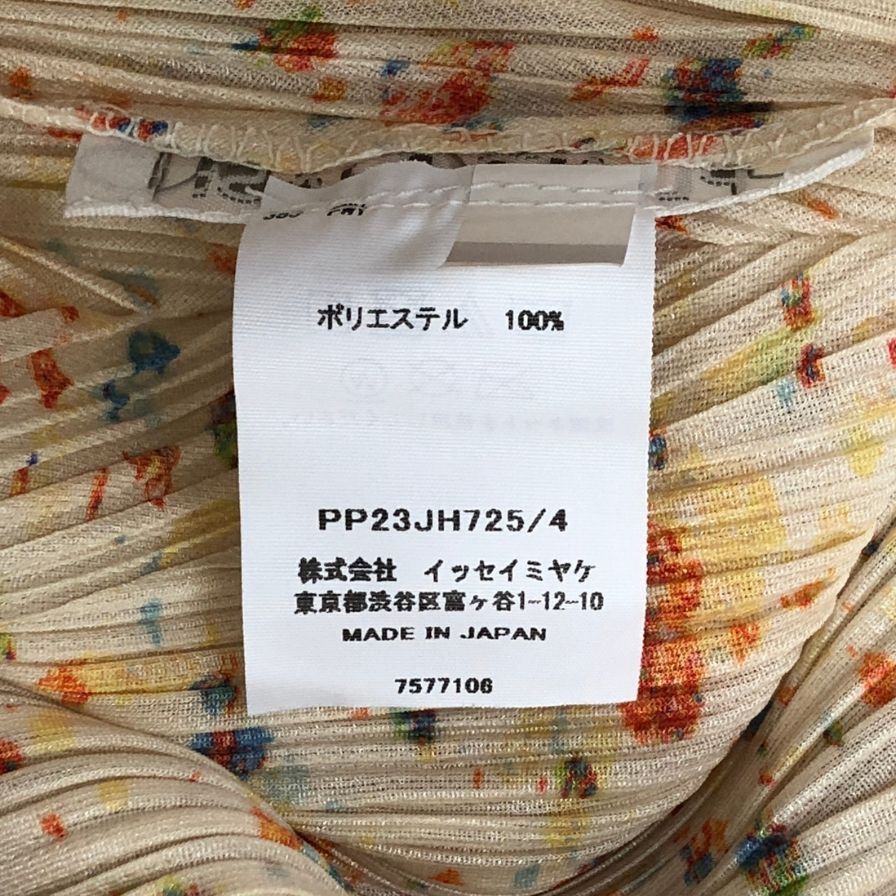 ポリエステル 100%
PP23JH725/4
株式会社 イッセイミヤケ
東京都渋谷区富ヶ谷1-12-10
MADE IN JAPAN
7577106